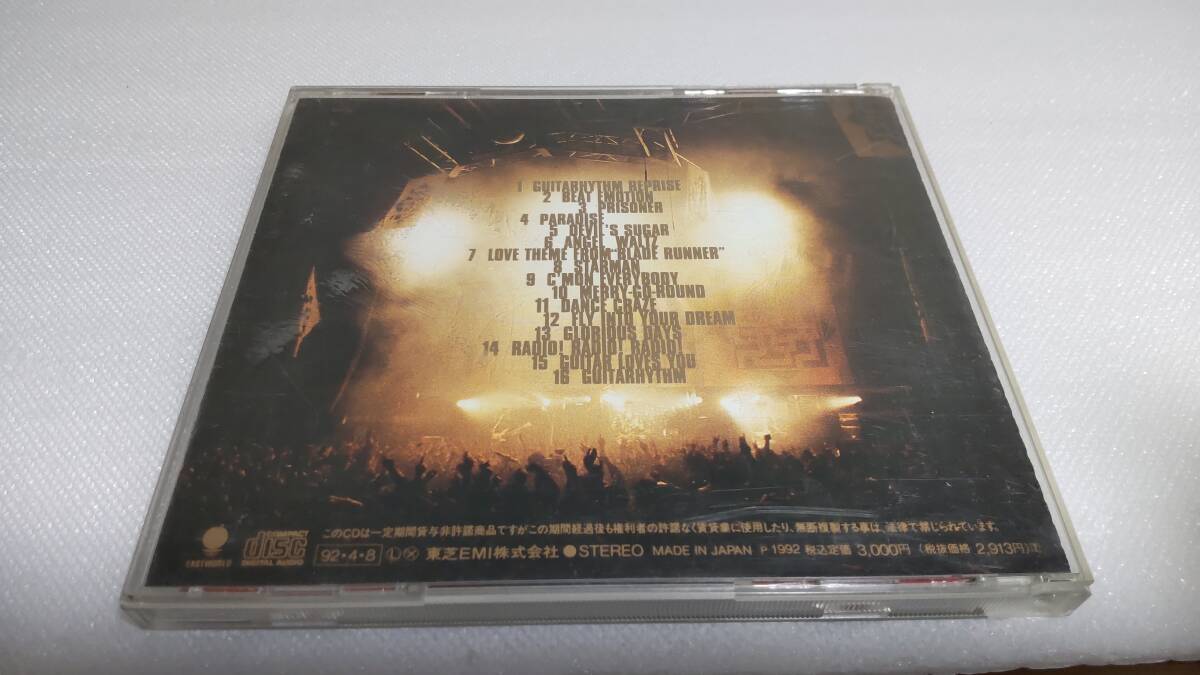 1 GUITARHYTHM REPRISE
2 BEAT EMOTION
3 PRISONER
4 PARADISE
5 DEVIL'S SUGAR
6 ANGEL WALTZ
7 LOVE THEME FROM "BLADE RUNNER"
8 STARMAN
9 C'MON EVERYBODY
10 MERRY-GO-ROUND
11 DANCE CRAZE
12 FLY INTO YOUR DREAM
13 GLORIOUS DAYS
14 RADIO! RADIO! RADIO!
15 GUITAR LOVES YOU
16 GUITARHYTHM
このCDは一定期間貸与非許諾商品ですがこの期間経過後も権利者の許諾なく賃貸業に使用したり、無断複製する事は、法律で禁じられています。
EASTWORLD
COMPACT disc DIGITAL AUDIO
92・4・8 Ⓛ 東芝EMI株式会社 ●STEREO MADE IN JAPAN P 1992 税込定価 3,000円 (税抜価格 2,913円)